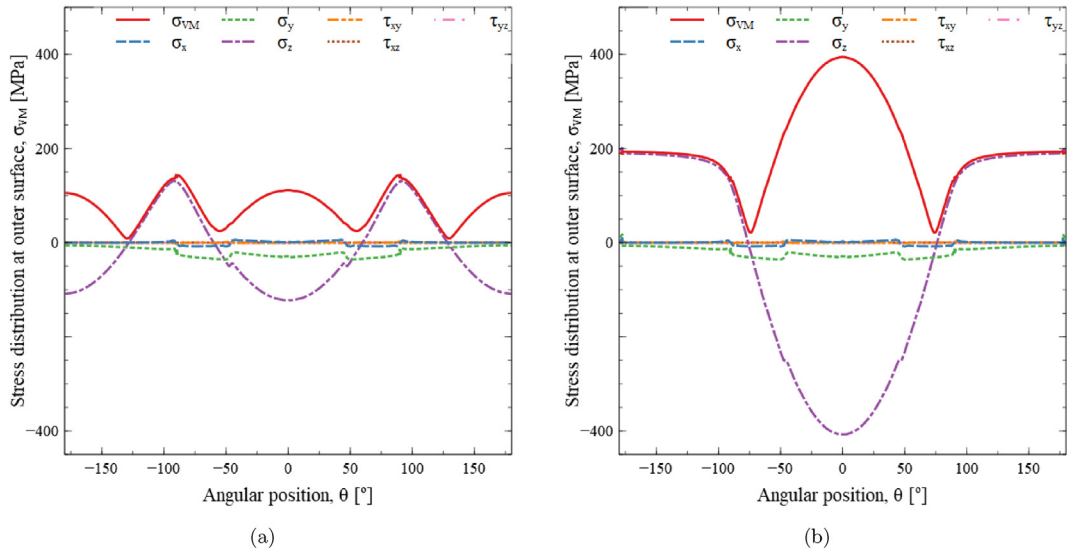 σVM σy τxy τyz
σx σz τxz
400
200
0
−400
Stress distribution at outer surface, σVM [MPa]
−150 −100 −50 0 50 100 150
Angular position, θ [º]
(a)
σVM σy τxy τyz
σx σz τxz
400
200
0
−400
Stress distribution at outer surface, σVM [MPa]
−150 −100 −50 0 50 100 150
Angular position, θ [º]
(b)